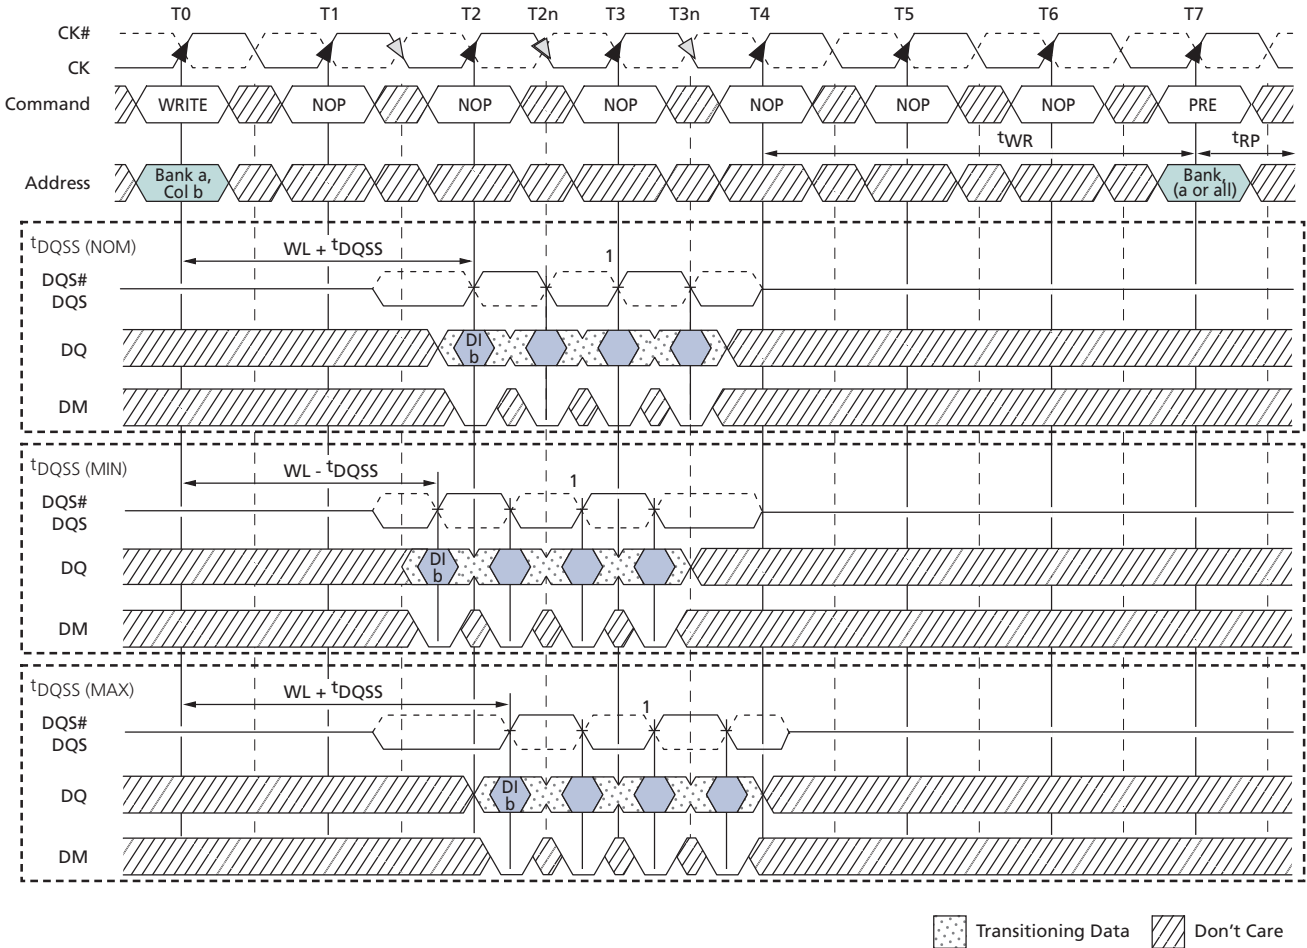 T0 T1 T2 T2n T3 T3n T4 T5 T6 T7
CK#
CK
Command WRITE NOP NOP NOP NOP NOP NOP PRE
tWR tRP
Address Bank a, Col b Bank, (a or all)
tDQSS (NOM)
WL + tDQSS 1
DQS#
DQS
DQ DI b
DM
tDQSS (MIN)
WL - tDQSS 1
DQS#
DQS
DQ DI b
DM
tDQSS (MAX)
WL + tDQSS 1
DQS#
DQS
DQ DI b
DM
Transitioning Data Don't Care